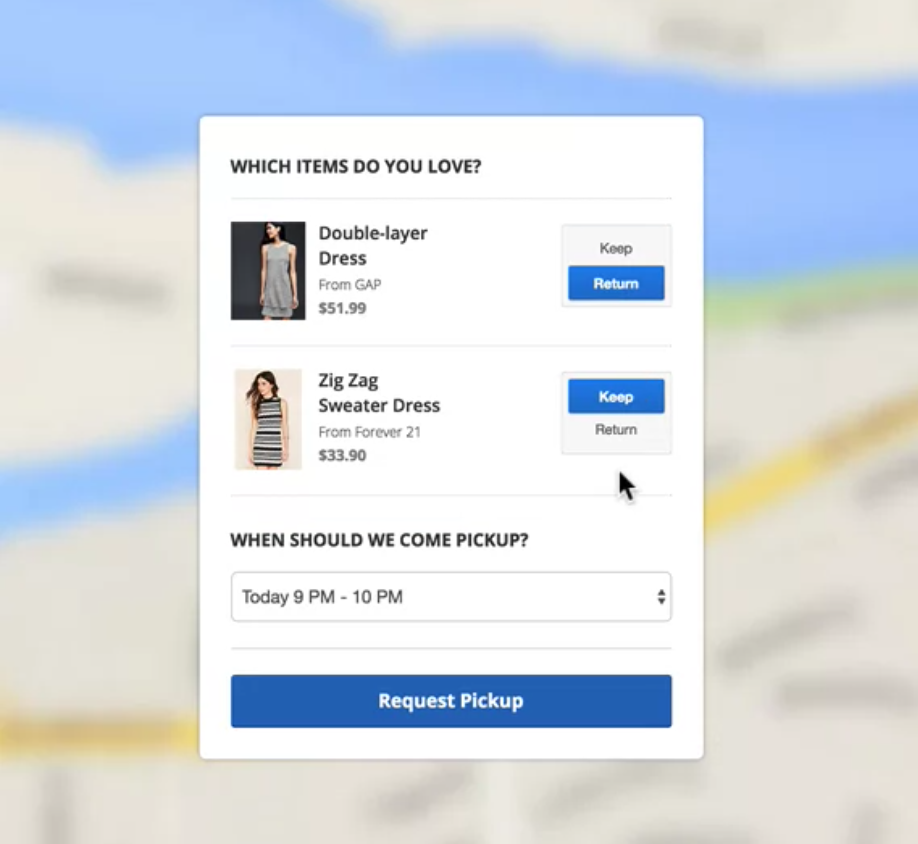 WHICH ITEMS DO YOU LOVE?
Double-layer
Dress
From GAP
$51.99
Keep
Return
Zig Zag
Sweater Dress
From Forever 21
$33.90
Keep
Return
WHEN SHOULD WE COME PICKUP?
Today 9 PM - 10 PM
Request Pickup